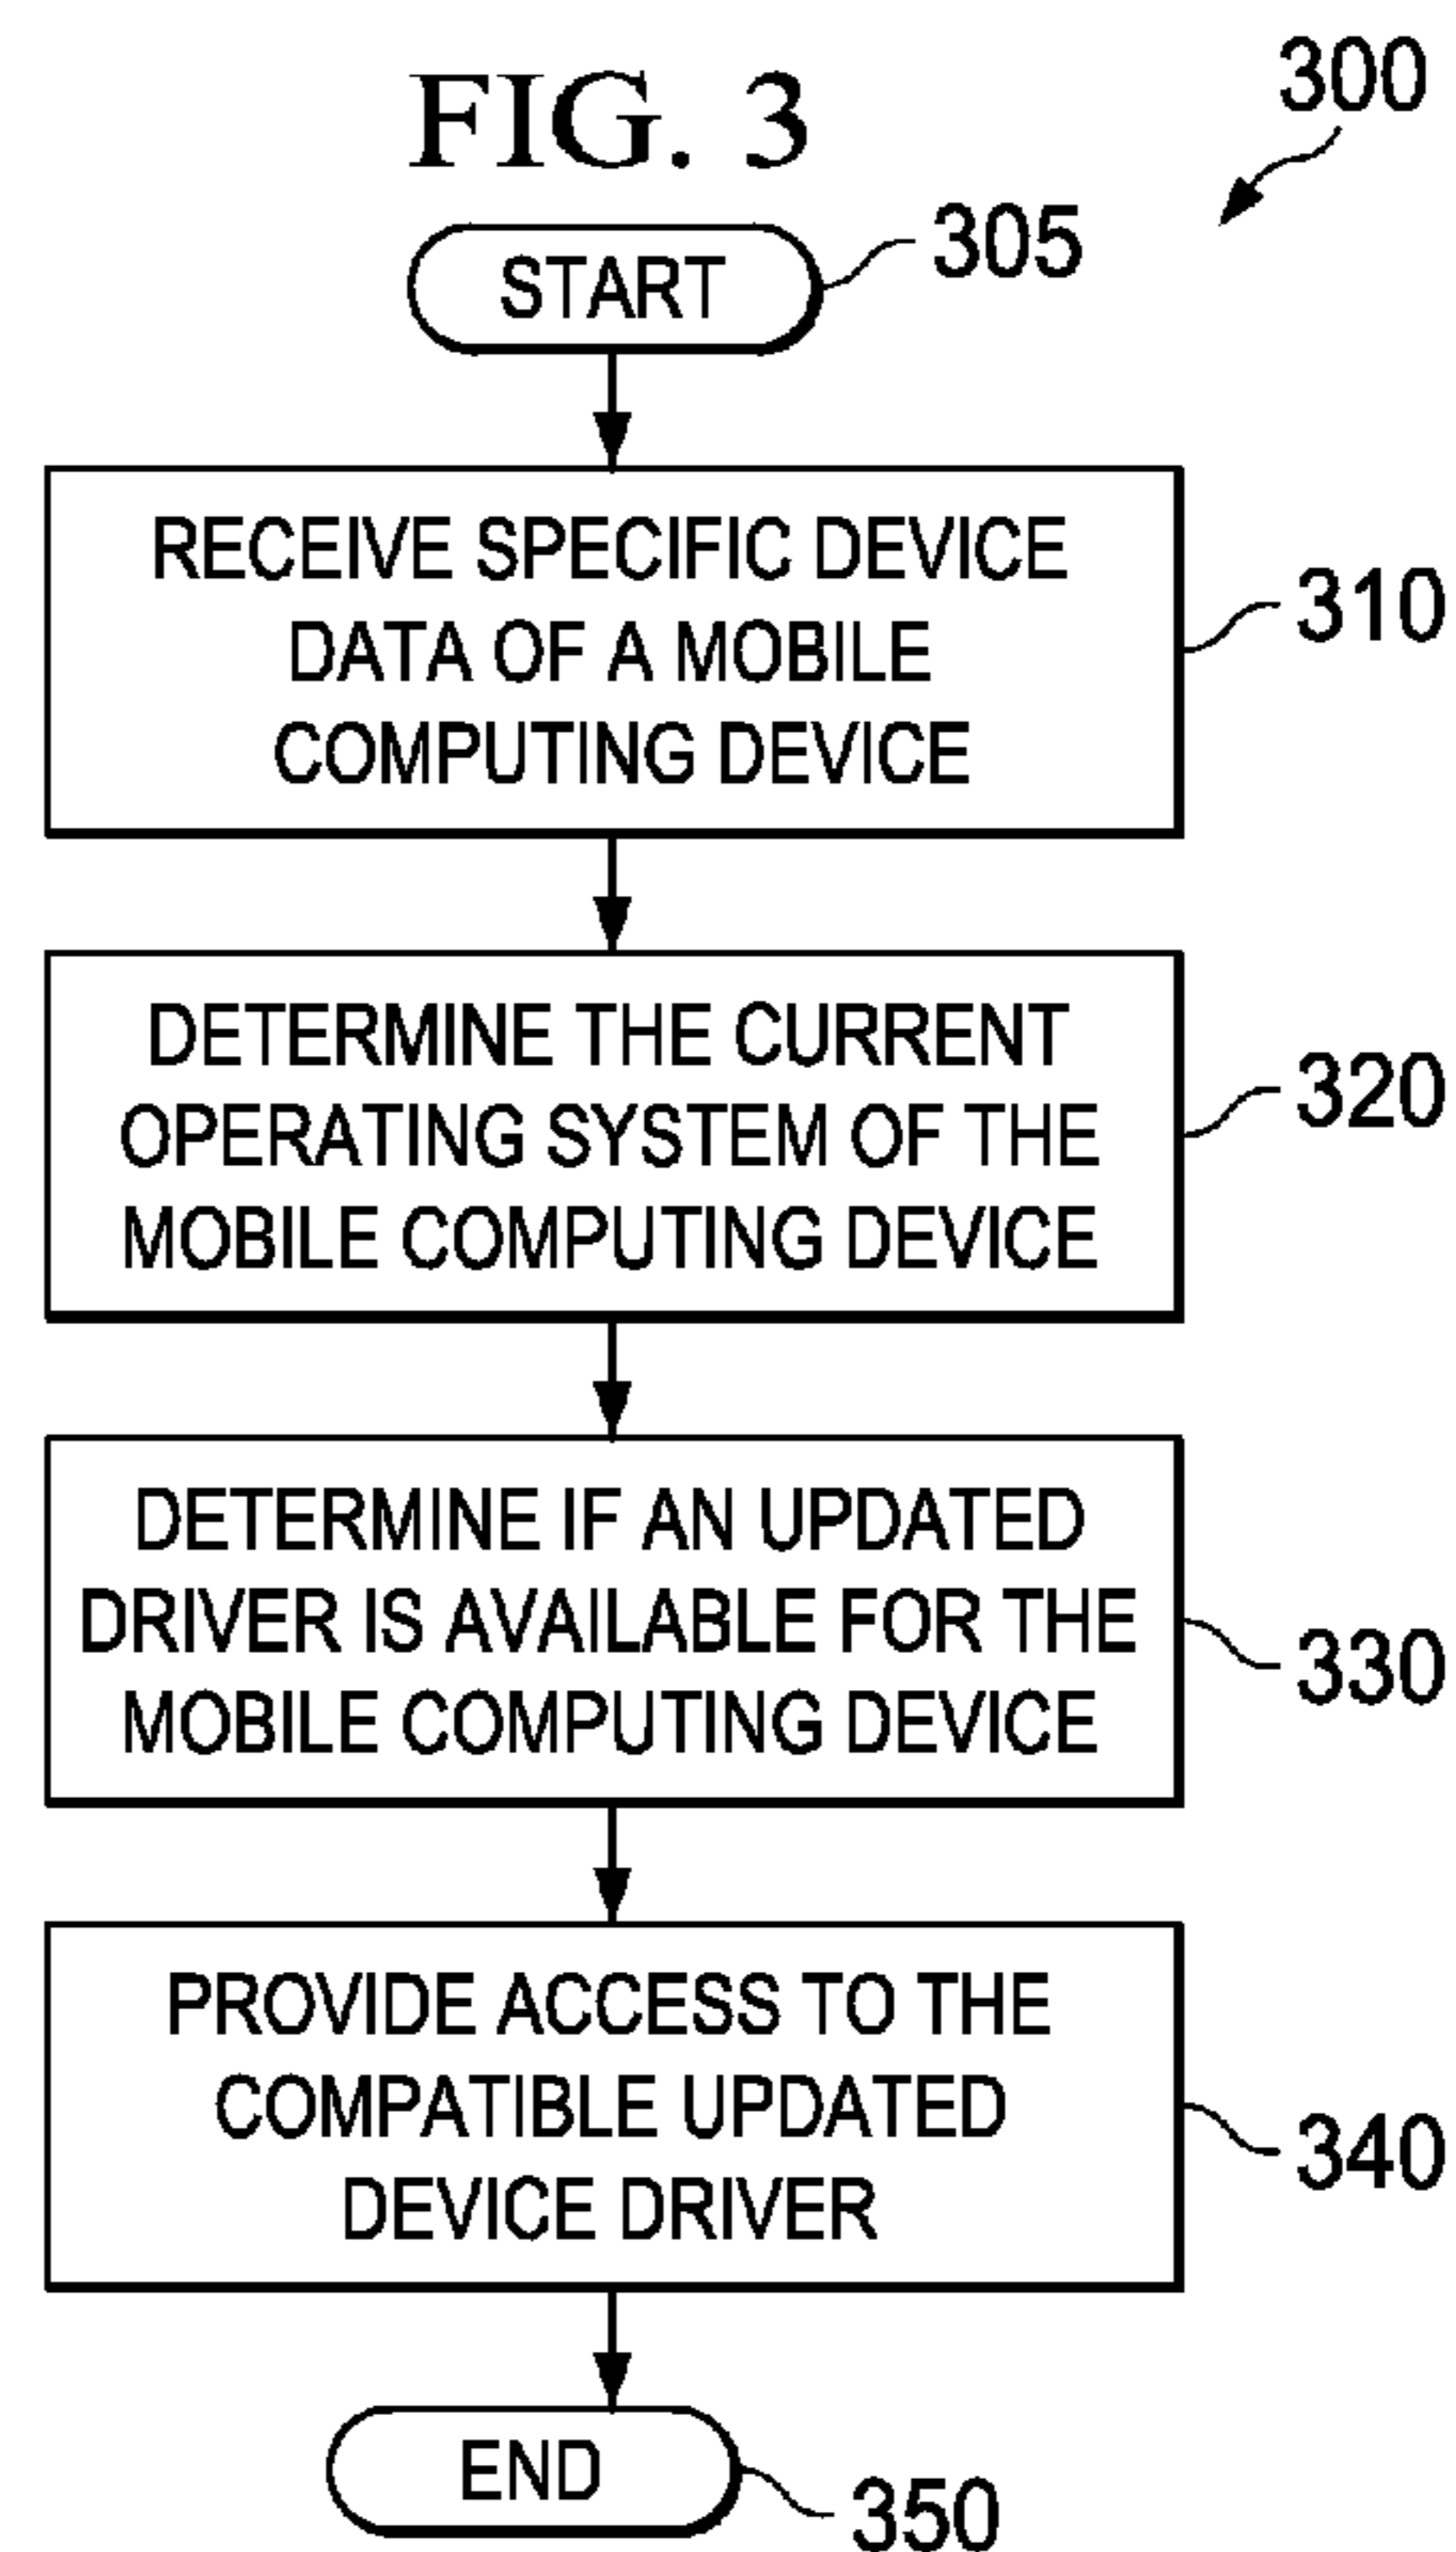 FIG. 3
300
START
305
RECEIVE SPECIFIC DEVICE
DATA OF A MOBILE
COMPUTING DEVICE
310
DETERMINE THE CURRENT
OPERATING SYSTEM OF THE
MOBILE COMPUTING DEVICE
320
DETERMINE IF AN UPDATED
DRIVER IS AVAILABLE FOR THE
MOBILE COMPUTING DEVICE
330
PROVIDE ACCESS TO THE
COMPATIBLE UPDATED
DEVICE DRIVER
340
END
350